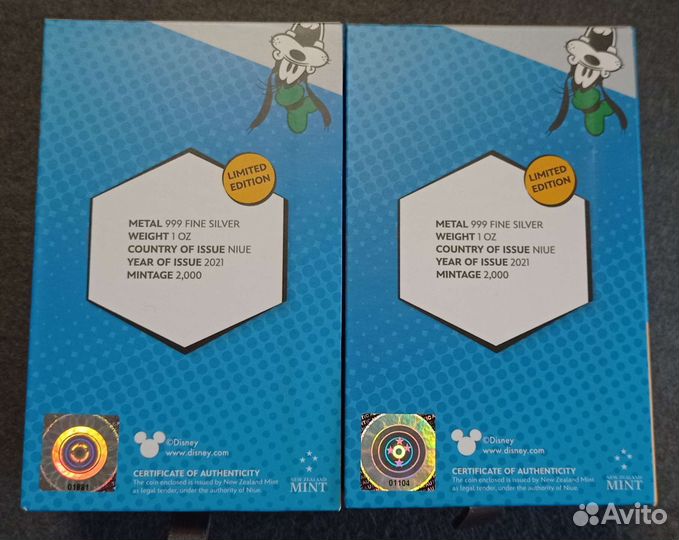 LIMITED
EDITION
METAL 999 FINE SILVER
WEIGHT 1 OZ
COUNTRY OF ISSUE NIUE
YEAR OF ISSUE 2021
MINTAGE 2,000
©Disney
www.disney.com
CERTIFICATE OF AUTHENTICITY
The coin enclosed is issued by New Zealand Mint
as legal tender, under the authority of Niue.
NEW ZEALAND
MINT
LIMITED
EDITION
METAL 999 FINE SILVER
WEIGHT 1 OZ
COUNTRY OF ISSUE NIUE
YEAR OF ISSUE 2021
MINTAGE 2,000
01104
©Disney
www.disney.com
CERTIFICATE OF AUTHENTICITY
The coin enclosed is issued by New Zealand Mint
as legal tender, under the authority of Niue.
NEW ZEALAND
MINT
Avito